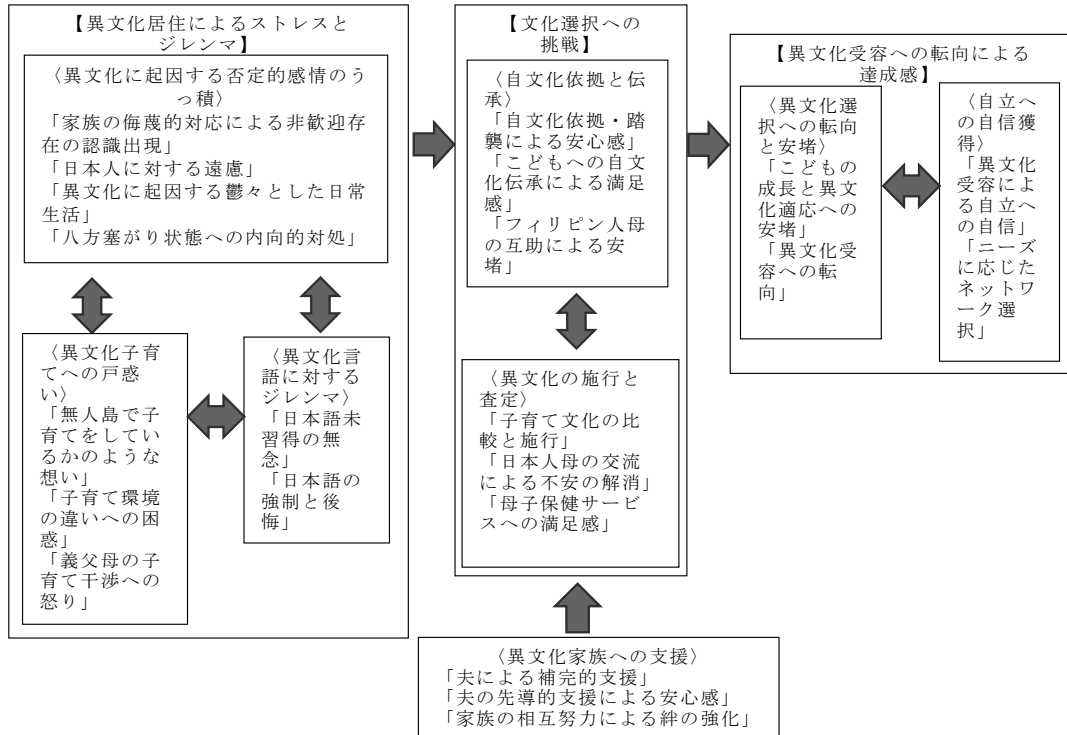 【異文化居住によるストレスと
ジレンマ】
〈異文化に起因する否定的感情のう
っ積〉
「家族の侮蔑的対応による非歓迎存
在の認識出現」
「日本人に対する遠慮」
「異文化に起因する鬱々とした日常
生活」
「八方塞がり状態への内向的対処」
〈異文化子育
てへの戸惑
い〉
「無人島で子
育てをしてい
るかのような
想い」
「子育て環境
の違いへの困
惑」
「義父母の子
育て干渉への
怒り」
〈異文化言
語に対する
ジレンマ〉
「日本語未
習得の無
念」
「日本語の
強制と後
悔」
【文化選択への
挑戦】
〈自文化依拠と伝
承〉
「自文化依拠・踏
襲による安心感」
「こどもへの自文
化伝承による満足
感」
「フィリピン人母
の互助による安
堵」
〈異文化の施行と
査定〉
「子育て文化の比
較と施行」
「日本人母の交流
による不安の解消」
「母子保健サービ
スへの満足感」
〈異文化家族への支援〉
「夫による補完的支援」
「夫の先導的支援による安心感」
「家族の相互努力による絆の強化」
【異文化受容への転向による
達成感】
〈異文化選
択への転向
と安堵〉
「こどもの
成長と異文
化適応への
安堵」
「異文化受
容への転
向」
〈自立へ
の自信獲
得〉
「異文化
受容によ
る自立へ
の自信」
「ニーズ
に応じた
ネットワ
ーク選
択」